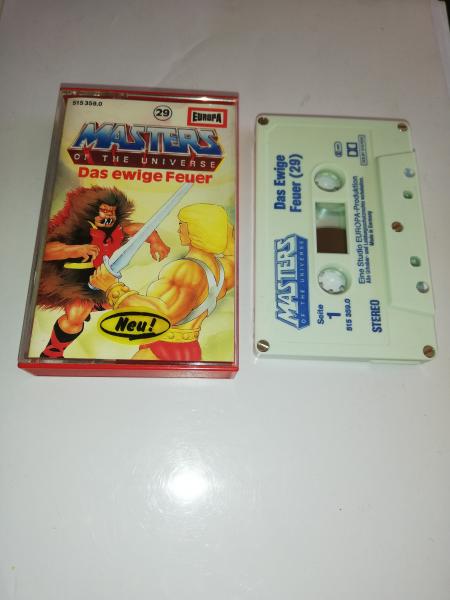 515 358.0
29
EUROPA
MASTERS
OF THE UNIVERSE
Das ewige Feuer
Neu!
MASTERS
OF THE UNIVERSE
Das Ewige
Feuer (29)
Seite
1
515 358.0
STEREO
Eine Studio EUROPA-Produktion
Made in Germany